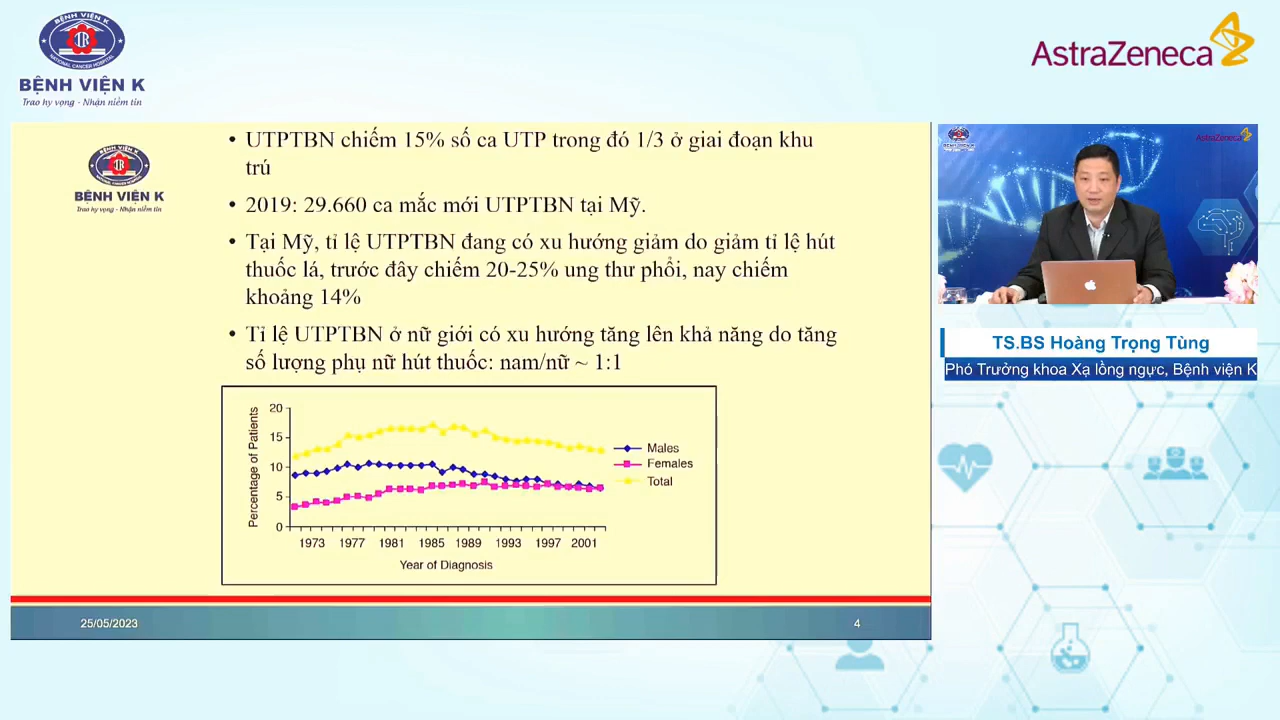 NATIONAL CANCER HOSPITAL
BỆNH VIỆN K
Trao hy vọng - Nhận niềm tin
AstraZeneca
BỆNH VIỆN K
Trao hy vọng - Nhận niềm tin
• UTPTBN chiếm 15% số ca UTP trong đó 1/3 ở giai đoạn khu
trú
• 2019: 29.660 ca mắc mới UTPTBN tại Mỹ.
• Tại Mỹ, tỉ lệ UTPTBN đang có xu hướng giảm do giảm tỉ lệ hút
thuốc lá, trước đây chiếm 20-25% ung thư phổi, nay chiếm
khoảng 14%
• Tỉ lệ UTPTBN ở nữ giới có xu hướng tăng lên khả năng do tăng
số lượng phụ nữ hút thuốc: nam/nữ ~ 1:1
Percentage of Patients
20
15
10
5
0
1973 1977 1981 1985 1989 1993 1997 2001
Year of Diagnosis
Males
Females
Total
25/05/2023
4
BỆNH VIỆN K
AstraZeneca
TS.BS Hoàng Trọng Tùng
Phó Trưởng khoa Xạ lồng ngực, Bệnh viện K